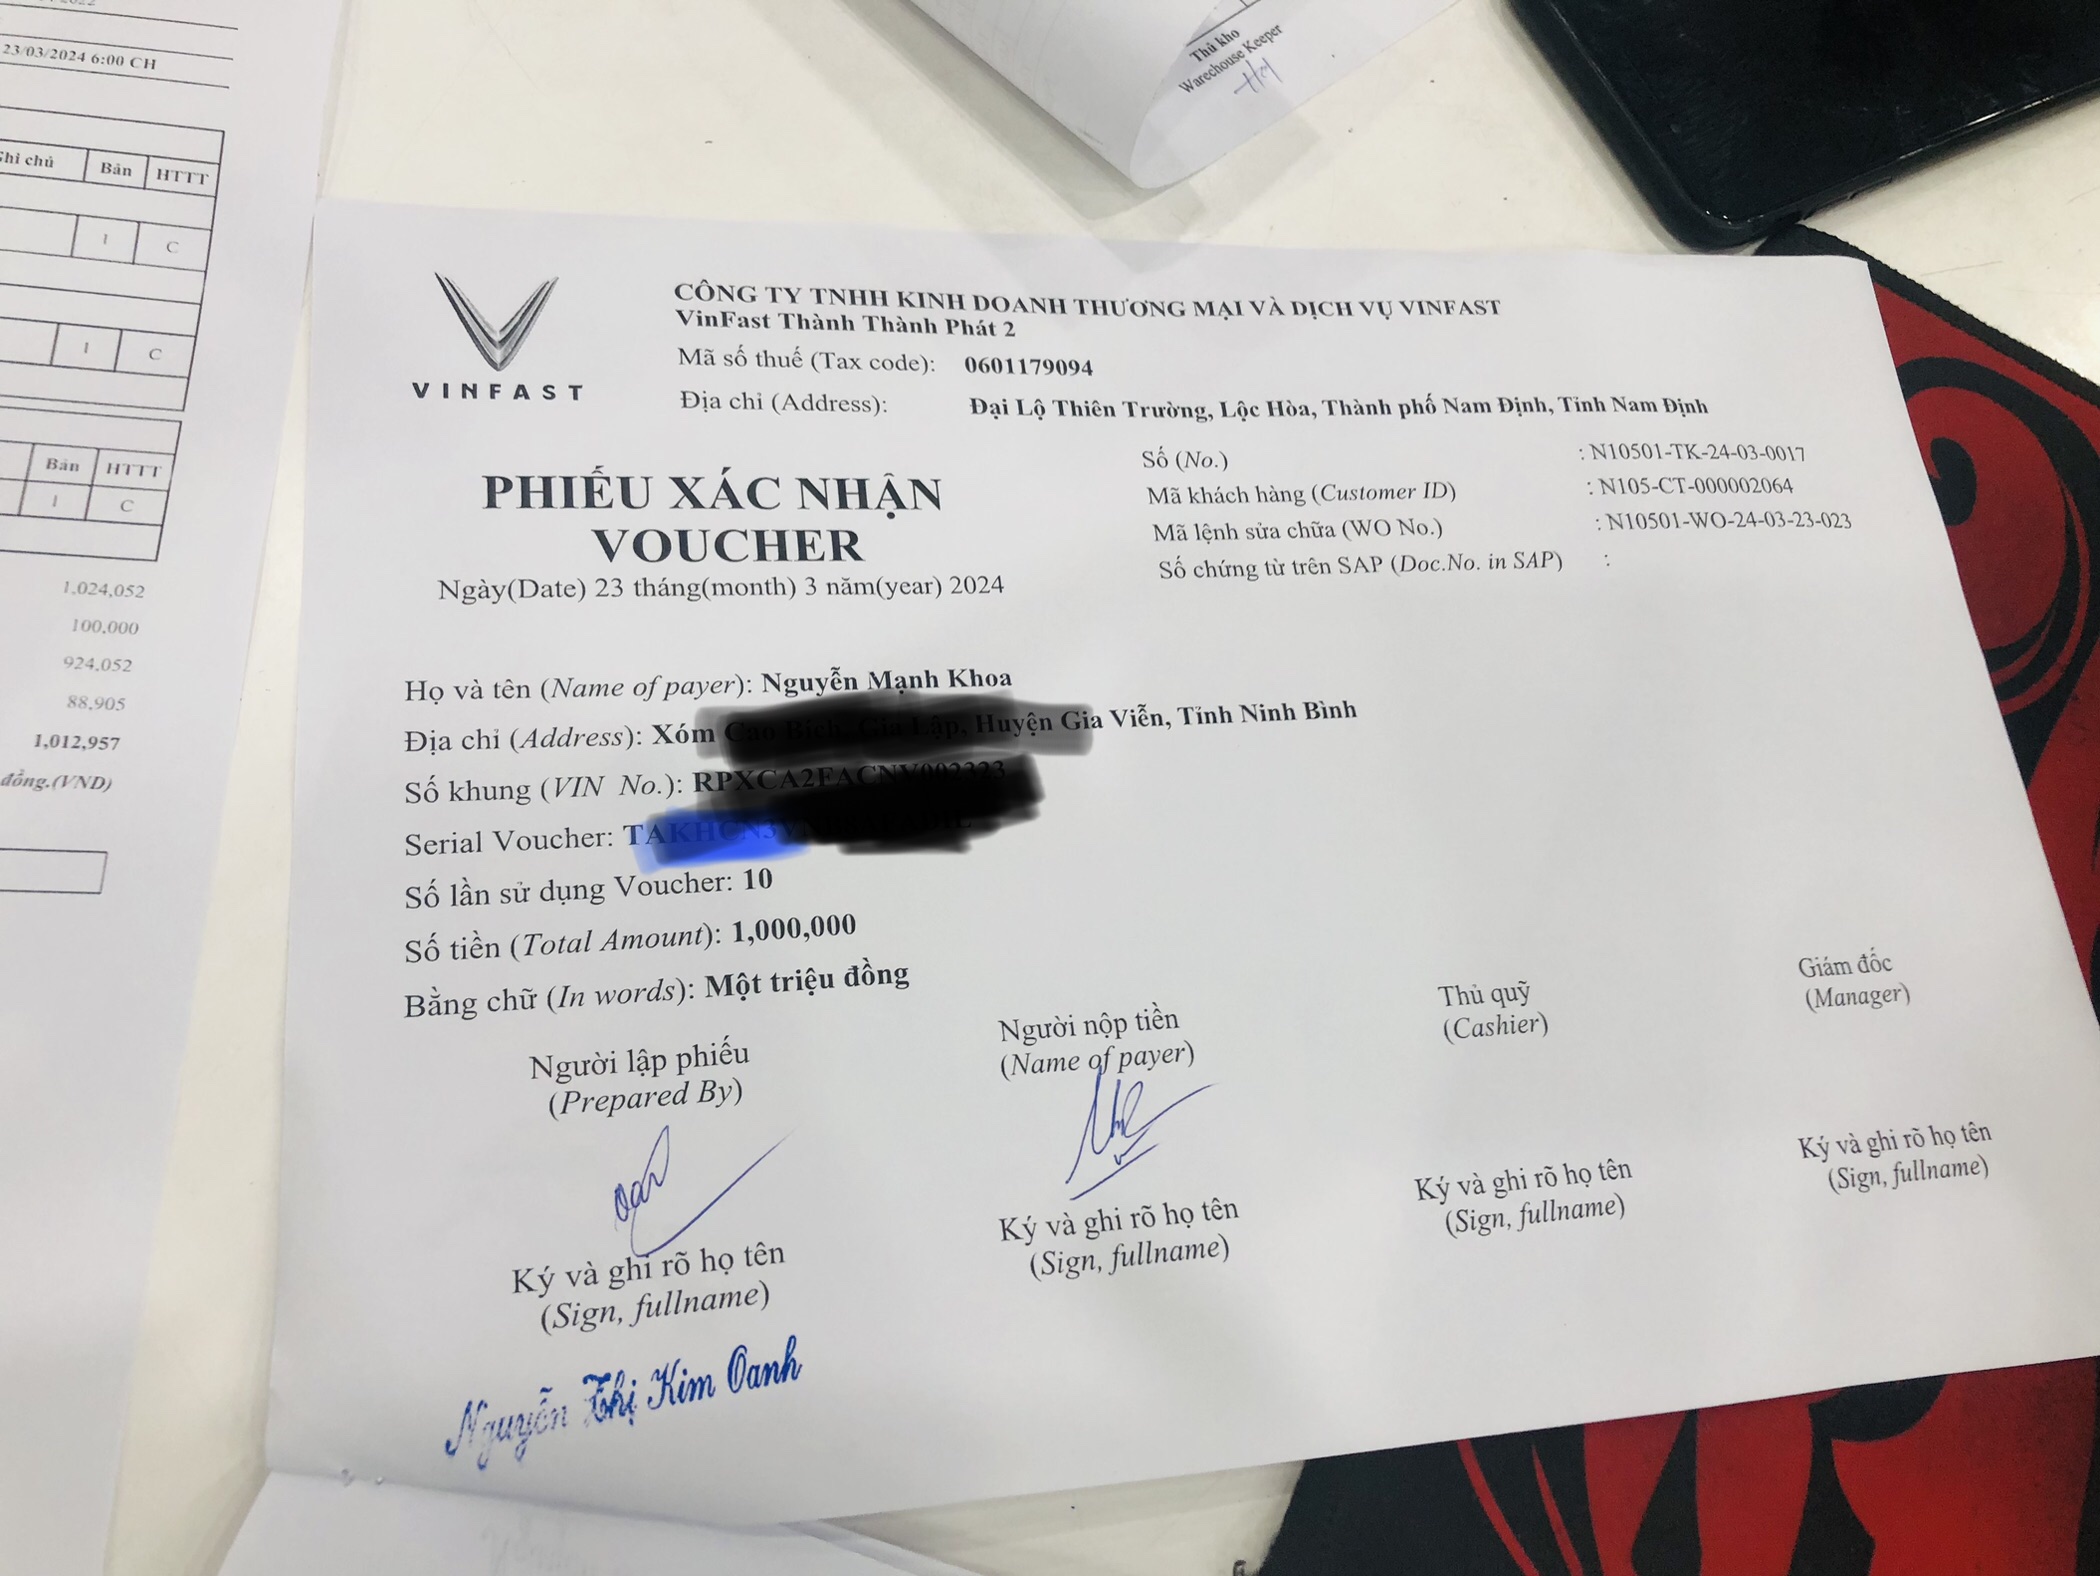 23/03/2024 6:00 CH
Ghi chú Bán HTTT
1 C
1 C
Bán HTTT
1 C
1.024,052
100.000
924.052
88.905
1,012,957
đồng.(VND)
Thủ kho
Warechouse Keeper
VINFAST
CÔNG TY TNHH KINH DOANH THƯƠNG MẠI VÀ DỊCH VỤ VINFAST
VinFast Thành Thành Phát 2
Mã số thuế (Tax code): 0601179094
Địa chỉ (Address): Đại Lộ Thiên Trường, Lộc Hòa, Thành phố Nam Định, Tỉnh Nam Định
PHIẾU XÁC NHẬN
VOUCHER
Ngày(Date) 23 tháng(month) 3 năm(year) 2024
Số (No.) : N10501-TK-24-03-0017
Mã khách hàng (Customer ID) : N105-CT-000002064
Mã lệnh sửa chữa (WO No.) : N10501-WO-24-03-23-023
Số chứng từ trên SAP (Doc.No. in SAP) :
Họ và tên (Name of payer): Nguyễn Mạnh Khoa
Địa chỉ (Address): Xóm Viễn, Tỉnh Ninh Bình
Số khung (VIN No.):
Serial Voucher:
Số lần sử dụng Voucher: 10
Số tiền (Total Amount): 1,000,000
Bằng chữ (In words): Một triệu đồng
Người lập phiếu
(Prepared By)
Ký và ghi rõ họ tên
(Sign, fullname)
Nguyễn Thị Kim Oanh
Người nộp tiền
(Name of payer)
Ký và ghi rõ họ tên
(Sign, fullname)
Thủ quỹ
(Cashier)
Ký và ghi rõ họ tên
(Sign, fullname)
Giám đốc
(Manager)
Ký và ghi rõ họ tên
(Sign, fullname)